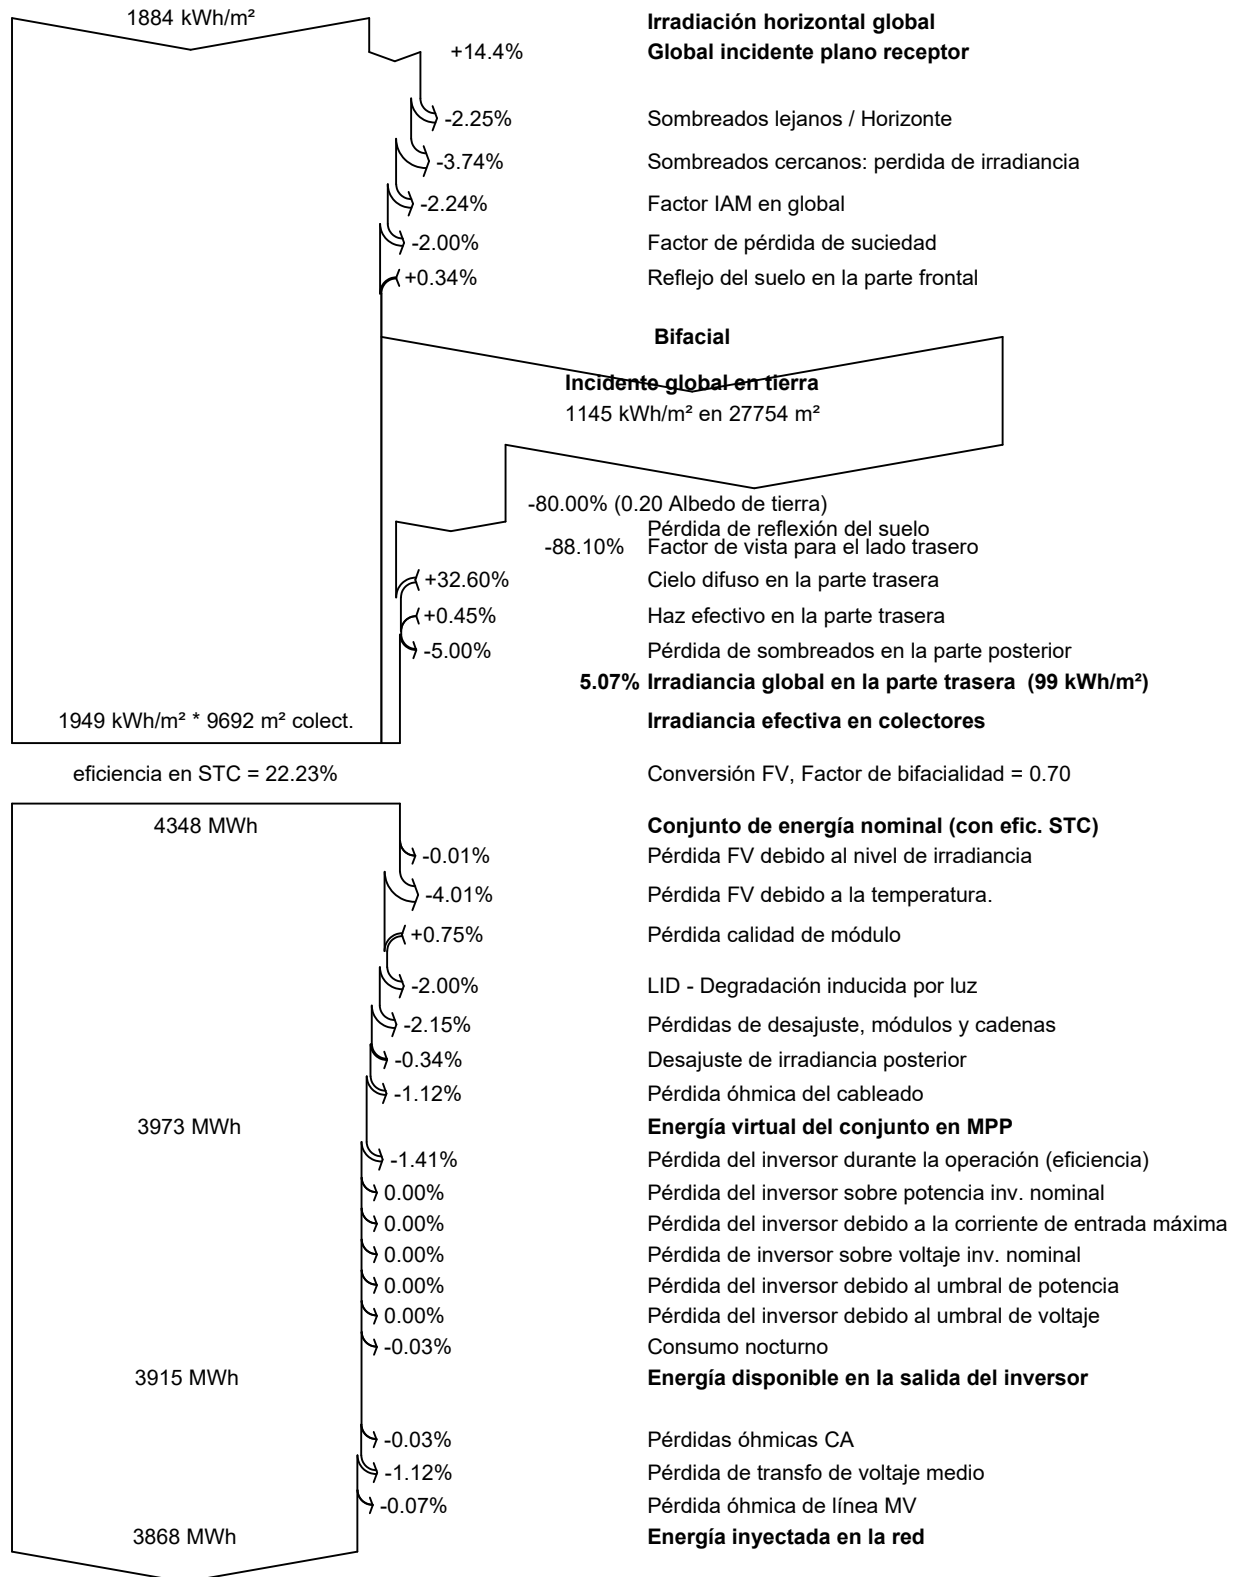 1884 kWh/m² Irradiación horizontal global
+14.4% Global incidente plano receptor
-2.25% Sombreados lejanos / Horizonte
-3.74% Sombreados cercanos: perdida de irradiancia
-2.24% Factor IAM en global
-2.00% Factor de pérdida de suciedad
+0.34% Reflejo del suelo en la parte frontal
Bifacial
Incidente global en tierra
1145 kWh/m² en 27754 m²
-80.00% (0.20 Albedo de tierra)
Pérdida de reflexión del suelo
-88.10% Factor de vista para el lado trasero
+32.60% Cielo difuso en la parte trasera
+0.45% Haz efectivo en la parte trasera
-5.00% Pérdida de sombreados en la parte posterior
5.07% Irradiancia global en la parte trasera (99 kWh/m²)
1949 kWh/m² * 9692 m² colect. Irradiancia efectiva en colectores
eficiencia en STC = 22.23% Conversión FV, Factor de bifacialidad = 0.70
4348 MWh Conjunto de energía nominal (con efic. STC)
-0.01% Pérdida FV debido al nivel de irradiancia
-4.01% Pérdida FV debido a la temperatura.
+0.75% Pérdida calidad de módulo
-2.00% LID - Degradación inducida por luz
-2.15% Pérdidas de desajuste, módulos y cadenas
-0.34% Desajuste de irradiancia posterior
-1.12% Pérdida óhmica del cableado
3973 MWh Energía virtual del conjunto en MPP
-1.41% Pérdida del inversor durante la operación (eficiencia)
0.00% Pérdida del inversor sobre potencia inv. nominal
0.00% Pérdida del inversor debido a la corriente de entrada máxima
0.00% Pérdida de inversor sobre voltaje inv. nominal
0.00% Pérdida del inversor debido al umbral de potencia
0.00% Pérdida del inversor debido al umbral de voltaje
-0.03% Consumo nocturno
3915 MWh Energía disponible en la salida del inversor
-0.03% Pérdidas óhmicas CA
-1.12% Pérdida de transfo de voltaje medio
-0.07% Pérdida óhmica de línea MV
3868 MWh Energía inyectada en la red